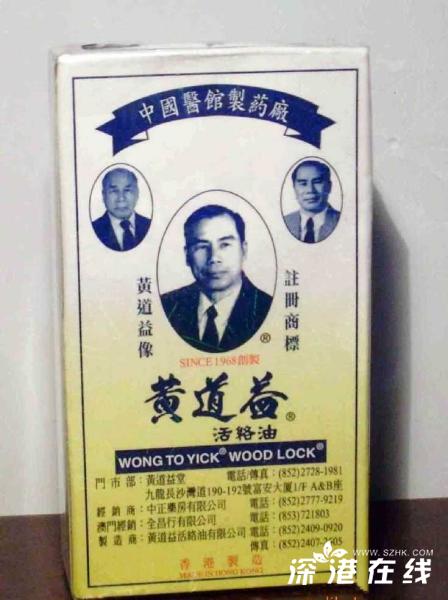 中國醫館製药廠
黃道益像
註冊商標
®
SINCE 1968 創製
黃道益®
活絡油
WONG TO YICK® WOOD LOCK®
門市部：黃道益堂 電話/傳真：(852)2728-1981
九龍長沙灣道190-192號富安大厦1/F A&B座
經銷商：中正藥房有限公司 電話：(852)2777-9219
澳門經銷：全昌行有限公司 電話：(853)721803
製造商：黃道益活絡油有限公司 電話：(852)2409-0920
傳真：(852)2407-
香港製造
MADE IN HONG KONG
WWW.SZHK.COM
深港在线